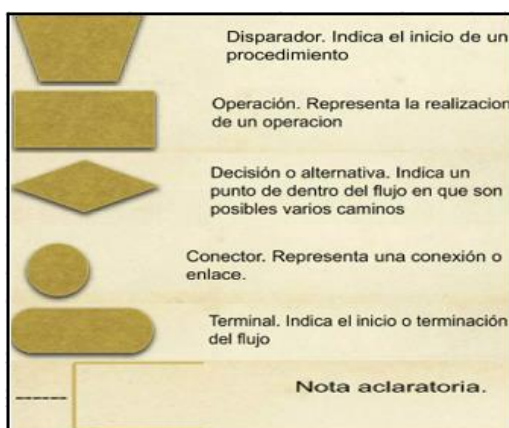 Disparador. Indica el inicio de un
procedimiento
Operación. Representa la realizacion
de un operacion
Decisión o alternativa. Indica un
punto de dentro del flujo en que son
posibles varios caminos
Conector. Representa una conexión o
enlace.
Terminal. Indica el inicio o terminación
del flujo
Nota aclaratoria.